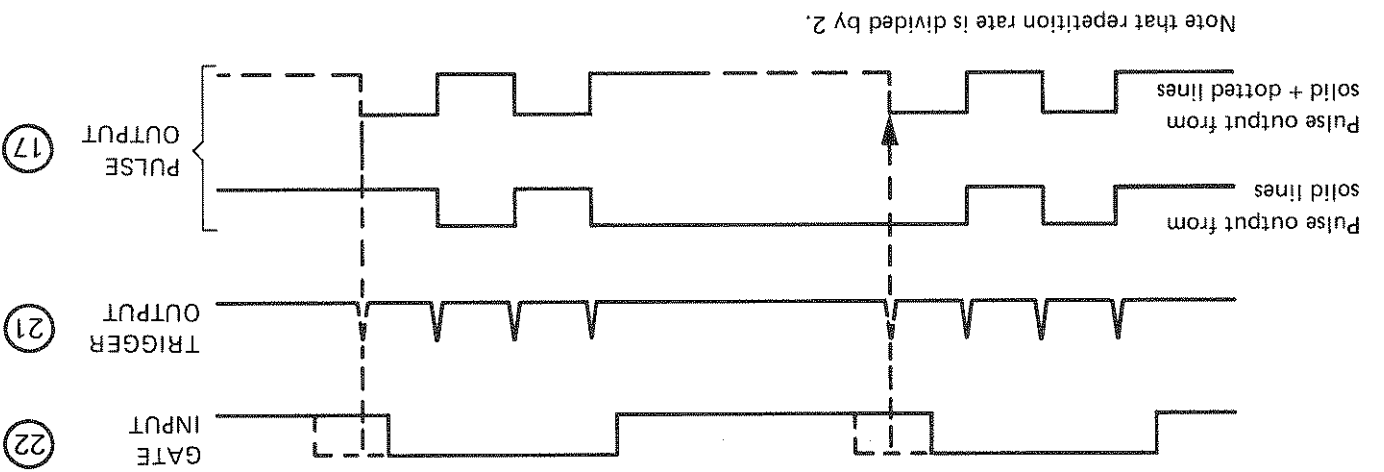 GATE
INPUT
22
TRIGGER
OUTPUT
21
Pulse output from
solid lines
PULSE
OUTPUT
17
Pulse output from
solid + dotted lines
Note that repetition rate is divided by 2.